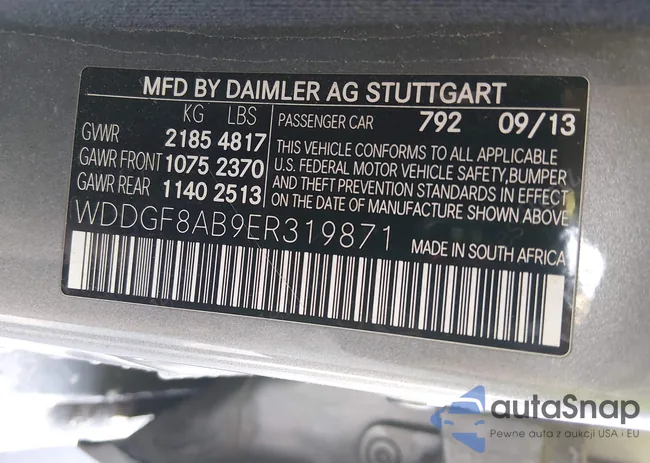 MFD BY DAIMLER AG STUTTGART
KG LBS
GVWR 2185 4817
GAWR FRONT 1075 2370
GAWR REAR 1140 2513
PASSENGER CAR 792 09/13
THIS VEHICLE CONFORMS TO ALL APPLICABLE
U.S. FEDERAL MOTOR VEHICLE SAFETY, BUMPER
AND THEFT PREVENTION STANDARDS IN EFFECT
ON THE DATE OF MANUFACTURE SHOWN ABOVE
WDDGF8AB9ER319871 MADE IN SOUTH AFRICA
autaSnap
Pewne auta z aukcji USA i EU